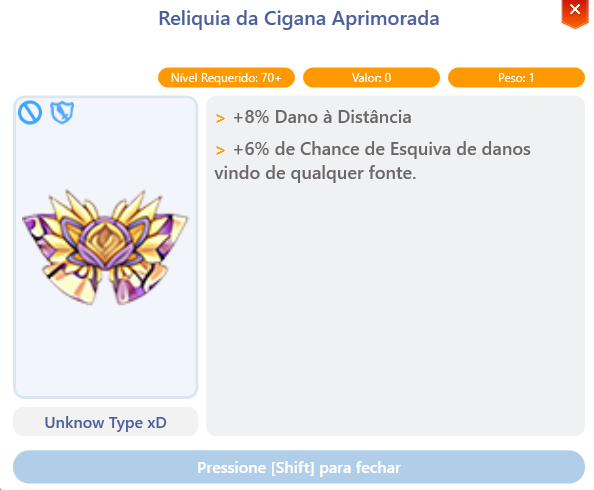 Reliquia da Cigana Aprimorada
Nível Requerido: 70+
Valor: 0
Peso: 1
> +8% Dano à Distância
> +6% de Chance de Esquiva de danos
vindo de qualquer fonte.
Unknow Type xD
Pressione [Shift] para fechar